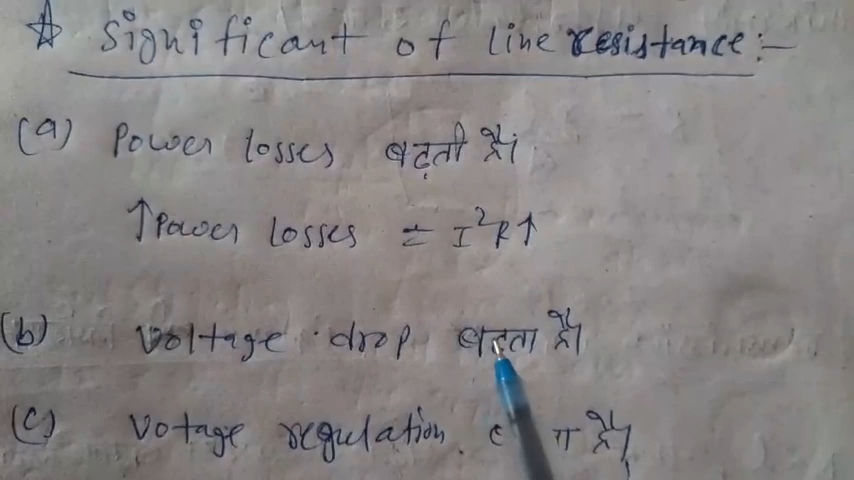 ☆ Significant of line resistance:-
(a) Power losses बढ़ती है।
↑Power losses = I²R↑
(b) voltage drop बढ़ता है।
(c) votage regulation है।